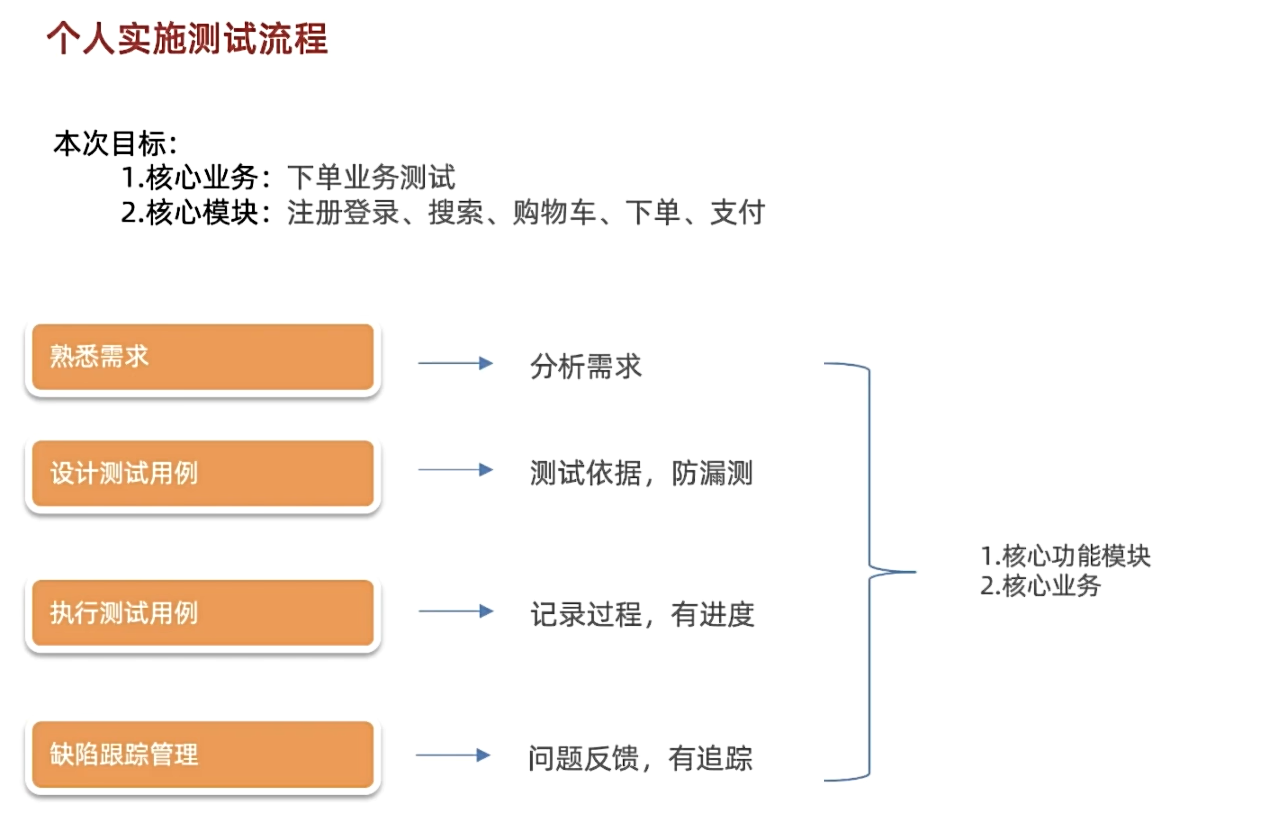 个人实施测试流程
本次目标：
1.核心业务：下单业务测试
2.核心模块：注册登录、搜索、购物车、下单、支付
熟悉需求
分析需求
设计测试用例
测试依据，防漏测
执行测试用例
记录过程，有进度
缺陷跟踪管理
问题反馈，有追踪
1.核心功能模块
2.核心业务